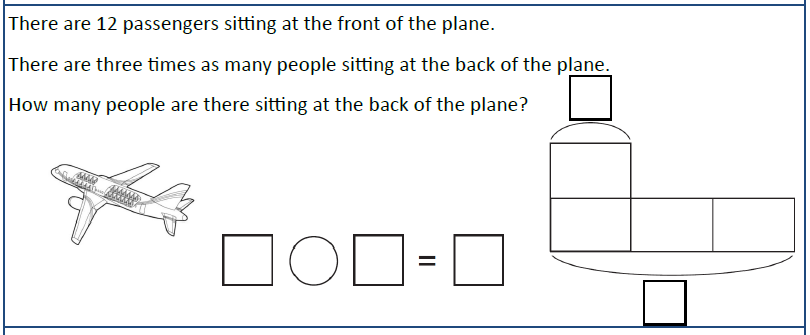 There are 12 passengers sitting at the front of the plane.
There are three times as many people sitting at the back of the plane.
How many people are there sitting at the back of the plane?
=